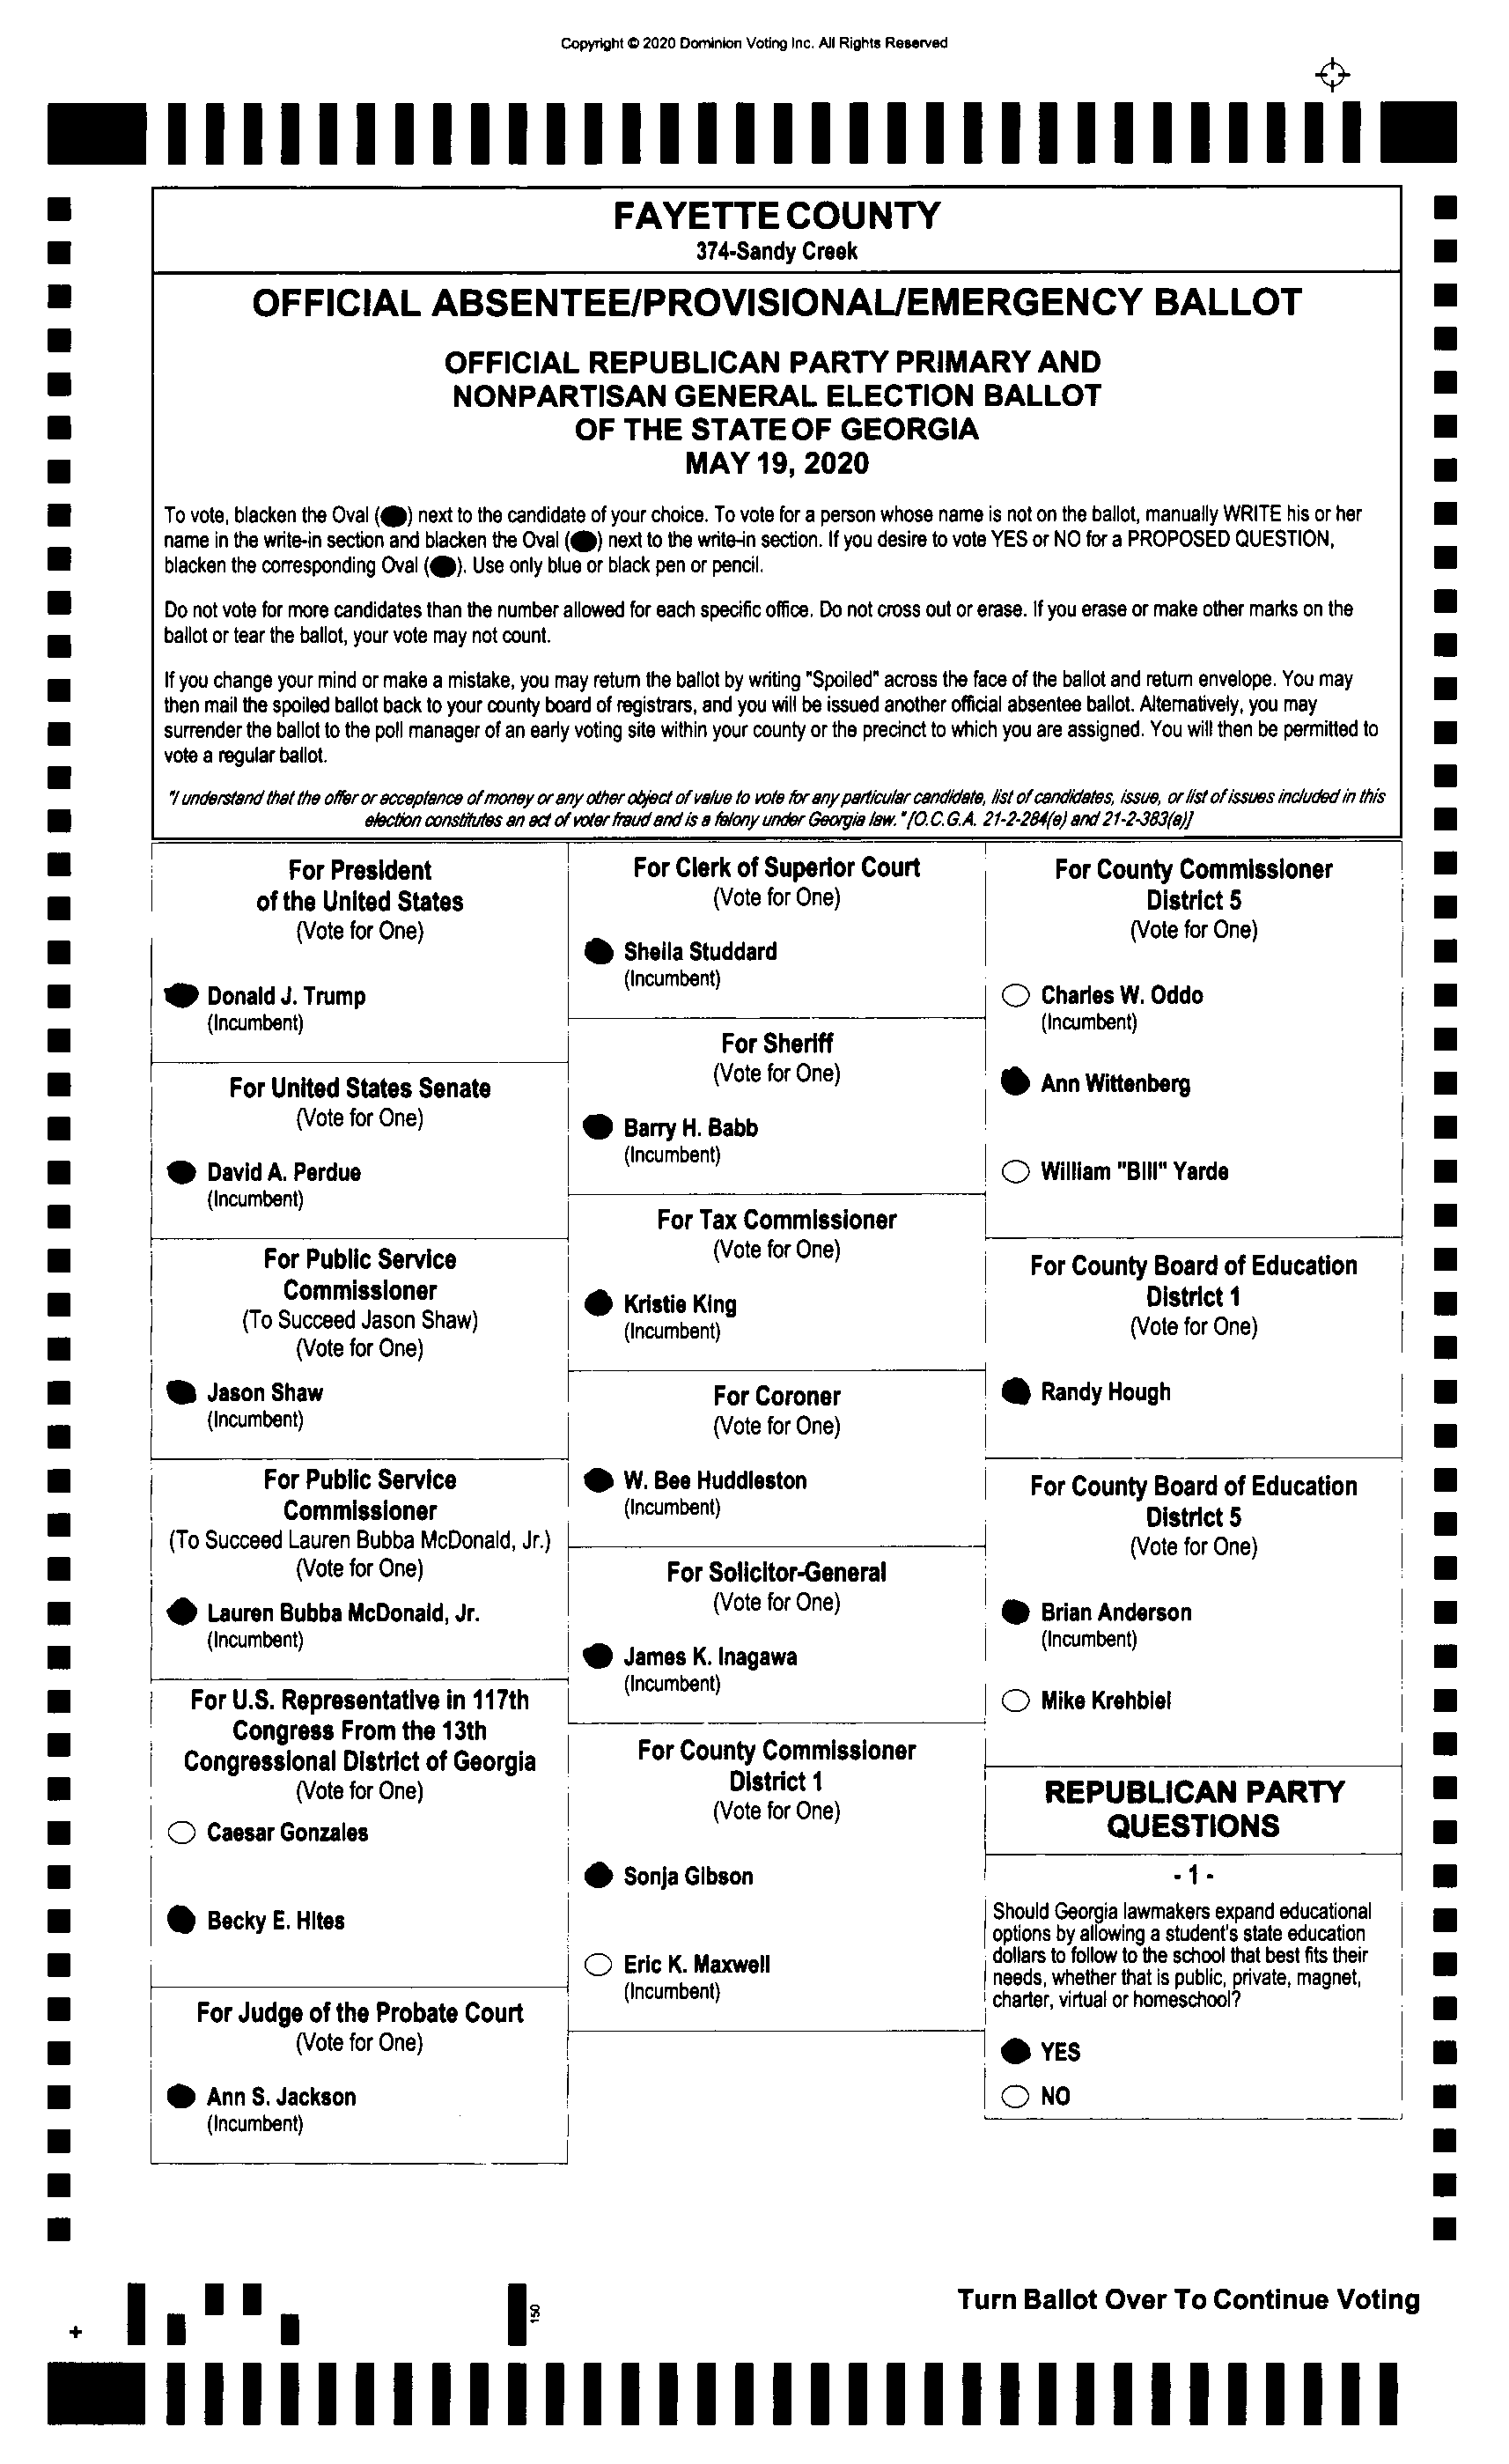 Copyright © 2020 Dominion Voting Inc. All Rights Reserved
FAYETTE COUNTY
374-Sandy Creek
OFFICIAL ABSENTEE/PROVISIONAL/EMERGENCY BALLOT
OFFICIAL REPUBLICAN PARTY PRIMARY AND
NONPARTISAN GENERAL ELECTION BALLOT
OF THE STATE OF GEORGIA
MAY 19, 2020
To vote, blacken the Oval ( ) next to the candidate of your choice. To vote for a person whose name is not on the ballot, manually WRITE his or her
name in the write-in section and blacken the Oval ( ) next to the write-in section. If you desire to vote YES or NO for a PROPOSED QUESTION,
blacken the corresponding Oval ( ). Use only blue or black pen or pencil.
Do not vote for more candidates than the number allowed for each specific office. Do not cross out or erase. If you erase or make other marks on the
ballot or tear the ballot, your vote may not count.
If you change your mind or make a mistake, you may return the ballot by writing "Spoiled" across the face of the ballot and return envelope. You may
then mail the spoiled ballot back to your county board of registrars, and you will be issued another official absentee ballot. Alternatively, you may
surrender the ballot to the poll manager of an early voting site within your county or the precinct to which you are assigned. You will then be permitted to
vote a regular ballot.
"I understand that the offer or acceptance of money or any other object of value to vote for any particular candidate, list of candidates, issue, or list of issues included in this
election constitutes an act of voter fraud and is a felony under Georgia law." [O.C.G.A. 21-2-284(e) and 21-2-383(a)]
For President
of the United States
(Vote for One)
Donald J. Trump
(Incumbent)
For United States Senate
(Vote for One)
David A. Perdue
(Incumbent)
For Public Service
Commissioner
(To Succeed Jason Shaw)
(Vote for One)
Jason Shaw
(Incumbent)
For Public Service
Commissioner
(To Succeed Lauren Bubba McDonald, Jr.)
(Vote for One)
Lauren Bubba McDonald, Jr.
(Incumbent)
For U.S. Representative in 117th
Congress From the 13th
Congressional District of Georgia
(Vote for One)
Caesar Gonzales
Becky E. Hites
For Judge of the Probate Court
(Vote for One)
Ann S. Jackson
(Incumbent)
For Clerk of Superior Court
(Vote for One)
Sheila Studdard
(Incumbent)
For Sheriff
(Vote for One)
Barry H. Babb
(Incumbent)
For Tax Commissioner
(Vote for One)
Kristie King
(Incumbent)
For Coroner
(Vote for One)
W. Bee Huddleston
(Incumbent)
For Solicitor-General
(Vote for One)
James K. Inagawa
(Incumbent)
For County Commissioner
District 1
(Vote for One)
Sonja Gibson
Eric K. Maxwell
(Incumbent)
For County Commissioner
District 5
(Vote for One)
Charles W. Oddo
(Incumbent)
Ann Wittenberg
William "Bill" Yarde
For County Board of Education
District 1
(Vote for One)
Randy Hough
For County Board of Education
District 5
(Vote for One)
Brian Anderson
(Incumbent)
Mike Krehbiel
REPUBLICAN PARTY
QUESTIONS
- 1 -
Should Georgia lawmakers expand educational
options by allowing a student's state education
dollars to follow to the school that best fits their
needs, whether that is public, private, magnet,
charter, virtual or homeschool?
YES
NO
150
Turn Ballot Over To Continue Voting
+